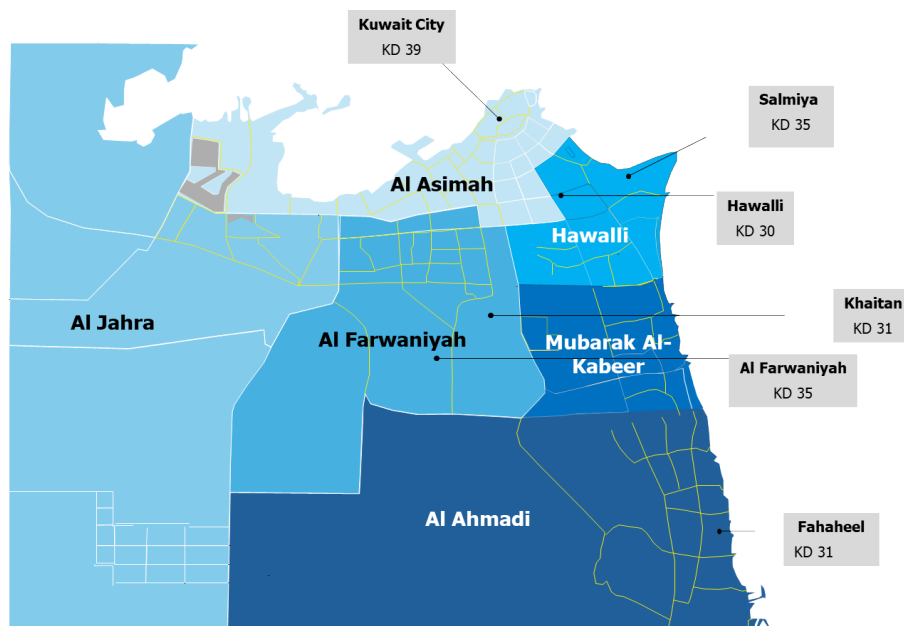 Kuwait City
KD 39
Salmiya
KD 35
Al Asimah
Hawalli
KD 30
Hawalli
Khaitan
KD 31
Al Jahra
Al Farwaniyah
Mubarak Al-
Kabeer
Al Farwaniyah
KD 35
Al Ahmadi
Fahaheel
KD 31